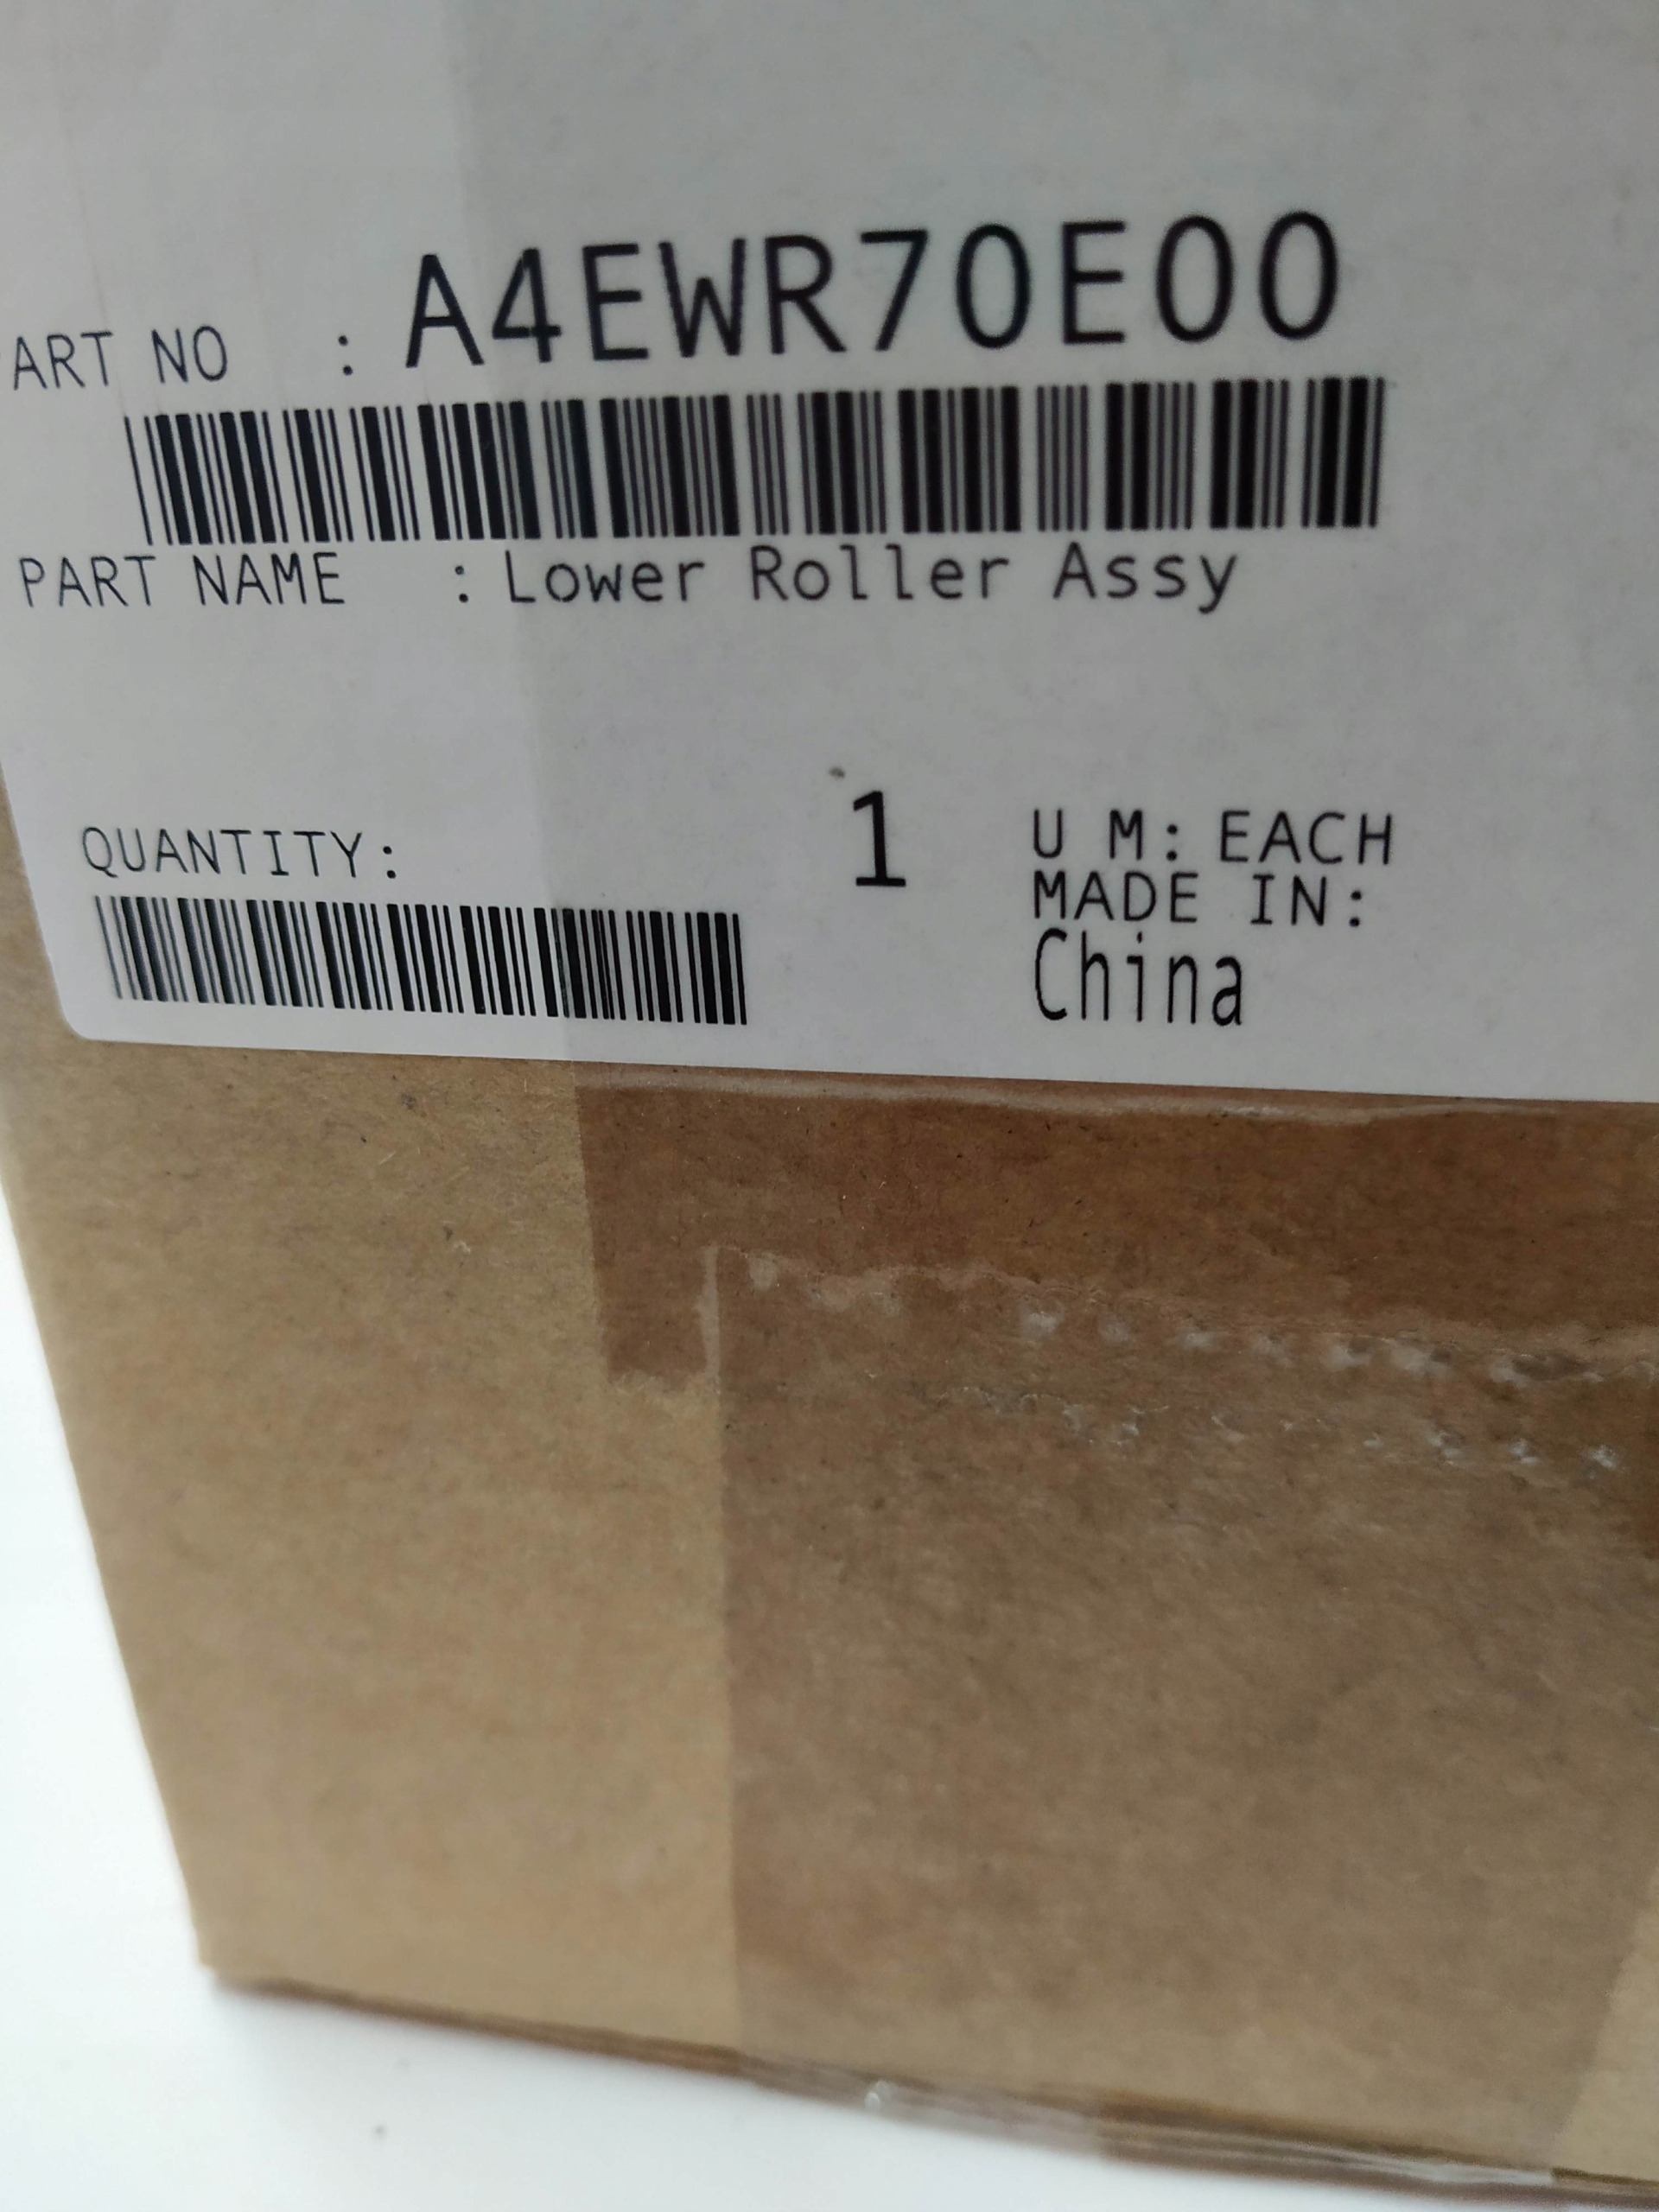 ART NO : A4EWR70E00
PART NAME : Lower Roller Assy
QUANTITY: 1 U M: EACH
MADE IN:
China